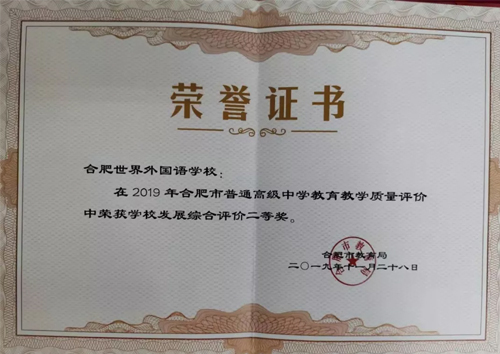 荣誉证书
合肥世界外国语学校：
在2019年合肥市普通高级中学教育教学质量评价
中荣获学校发展综合评价二等奖。
合肥市教育局
二〇一九年十一月二十八日